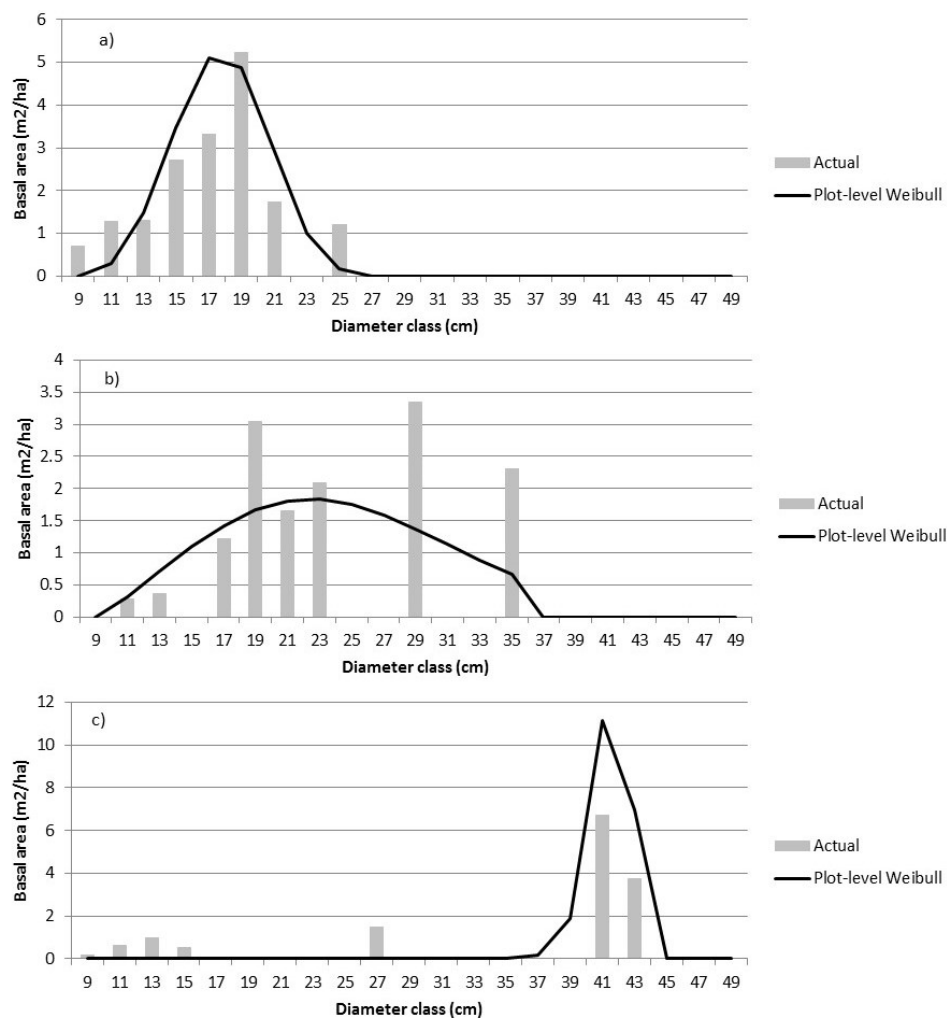 a)
Basal area (m2/ha)
6
5
4
3
2
1
0
9 11 13 15 17 19 21 23 25 27 29 31 33 35 37 39 41 43 45 47 49
Diameter class (cm)
Actual
Plot-level Weibull
b)
Basal area (m2/ha)
4
3.5
3
2.5
2
1.5
1
0.5
0
9 11 13 15 17 19 21 23 25 27 29 31 33 35 37 39 41 43 45 47 49
Diameter class (cm)
Actual
Plot-level Weibull
c)
Basal area (m2/ha)
12
10
8
6
4
2
0
9 11 13 15 17 19 21 23 25 27 29 31 33 35 37 39 41 43 45 47 49
Diameter class (cm)
Actual
Plot-level Weibull